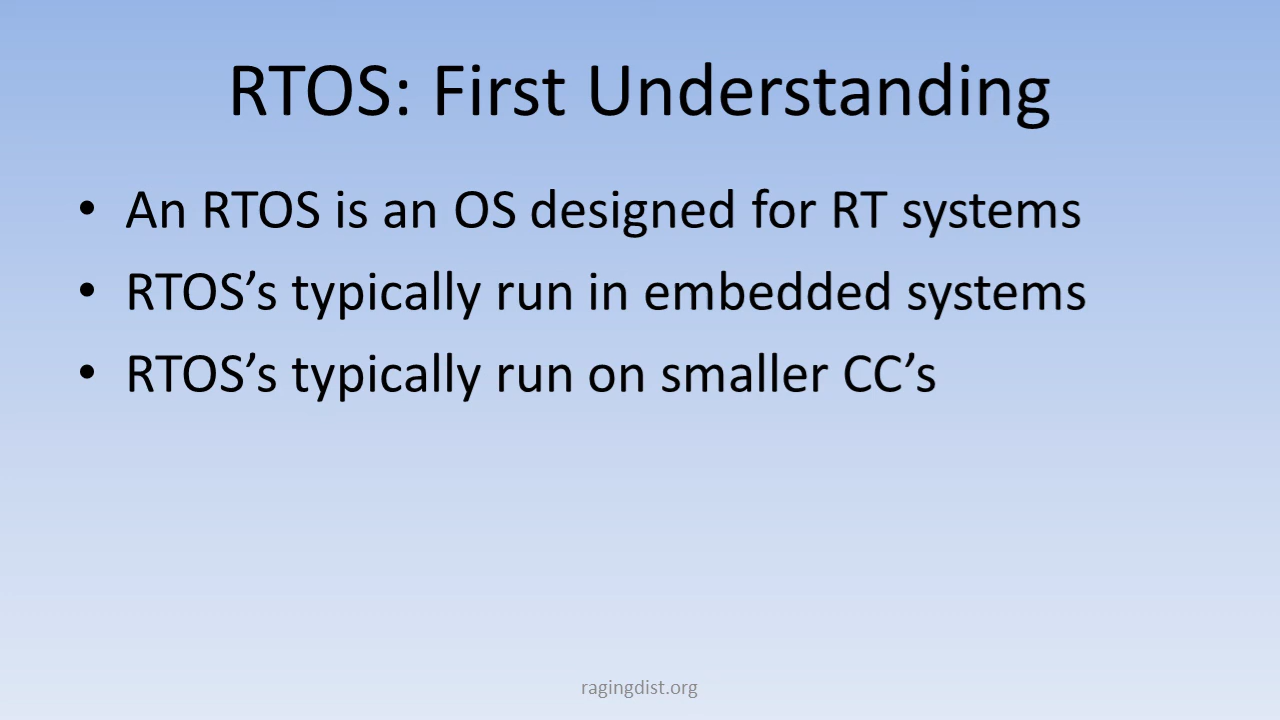 RTOS: First Understanding
• An RTOS is an OS designed for RT systems
• RTOS’s typically run in embedded systems
• RTOS’s typically run on smaller CC’s
ragingdist.org